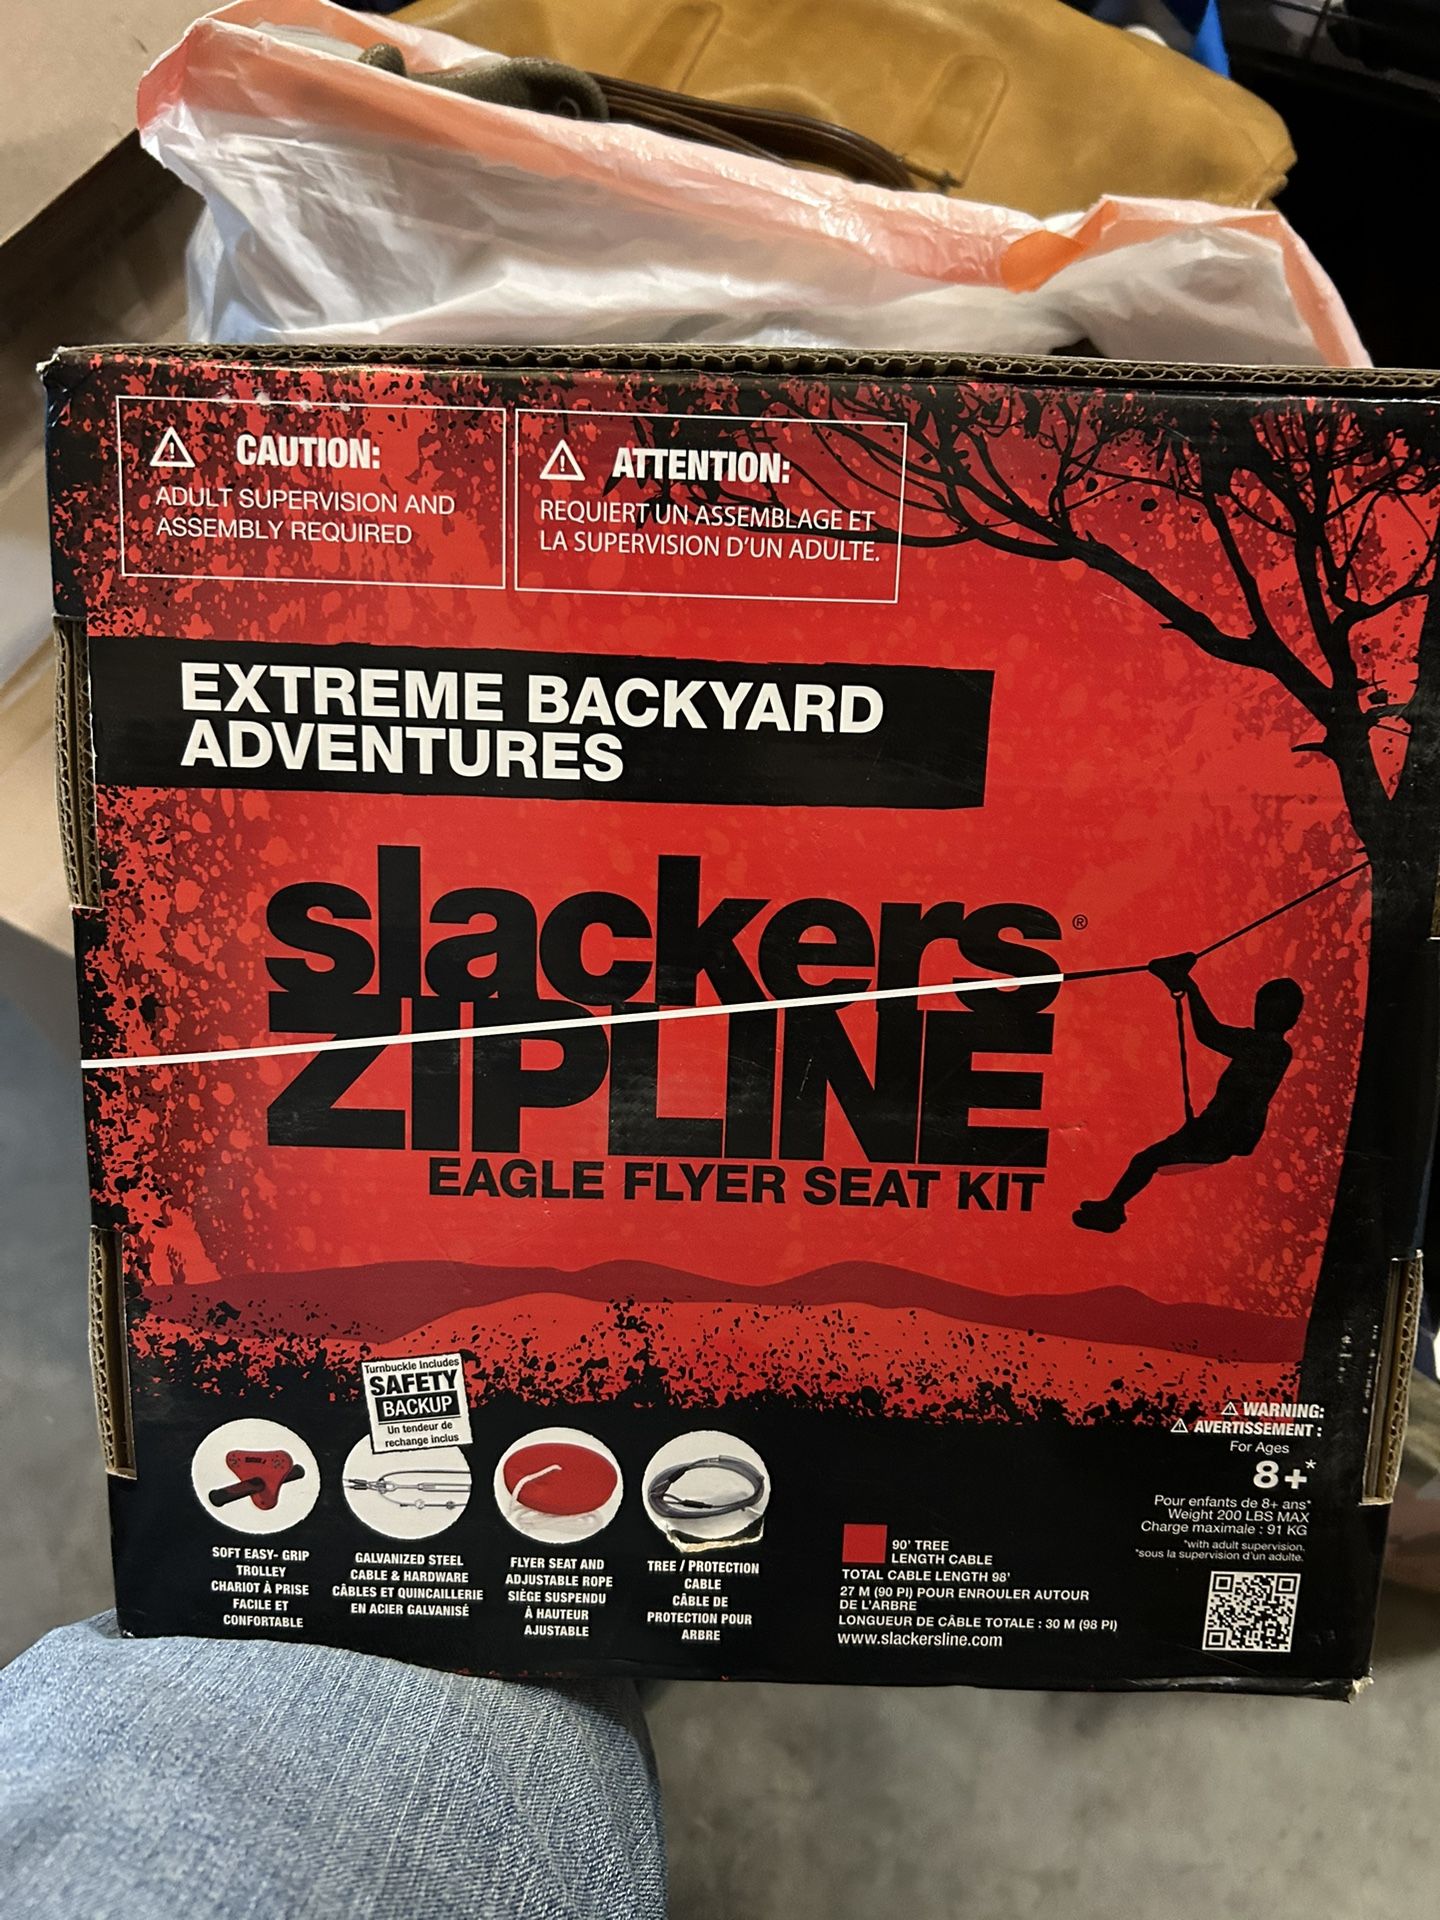 CAUTION:
ADULT SUPERVISION AND
ASSEMBLY REQUIRED
ATTENTION:
REQUIERT UN ASSEMBLAGE ET
LA SUPERVISION D'UN ADULTE.
EXTREME BACKYARD
ADVENTURES
slackers®
ZIPLINE
EAGLE FLYER SEAT KIT
Turnbuckle Includes
SAFETY
BACKUP
Un tendeur de
rechange inclus
SOFT EASY- GRIP
TROLLEY
CHARIOT À PRISE
FACILE ET
CONFORTABLE
GALVANIZED STEEL
CABLE & HARDWARE
CÂBLES ET QUINCAILLERIE
EN ACIER GALVANISÉ
FLYER SEAT AND
ADJUSTABLE ROPE
SIÈGE SUSPENDU
À HAUTEUR
AJUSTABLE
TREE / PROTECTION
CABLE
CÂBLE DE
PROTECTION POUR
ARBRE
90' TREE
LENGTH CABLE
TOTAL CABLE LENGTH 98'
27 M (90 PI) POUR ENROULER AUTOUR
DE L'ARBRE
LONGUEUR DE CÂBLE TOTALE : 30 M (98 PI)
www.slackersline.com
WARNING:
AVERTISSEMENT :
For Ages
8+*
Pour enfants de 8+ ans*
Weight 200 LBS MAX
Charge maximale : 91 KG
*with adult supervision.
*sous la supervision d'un adulte.